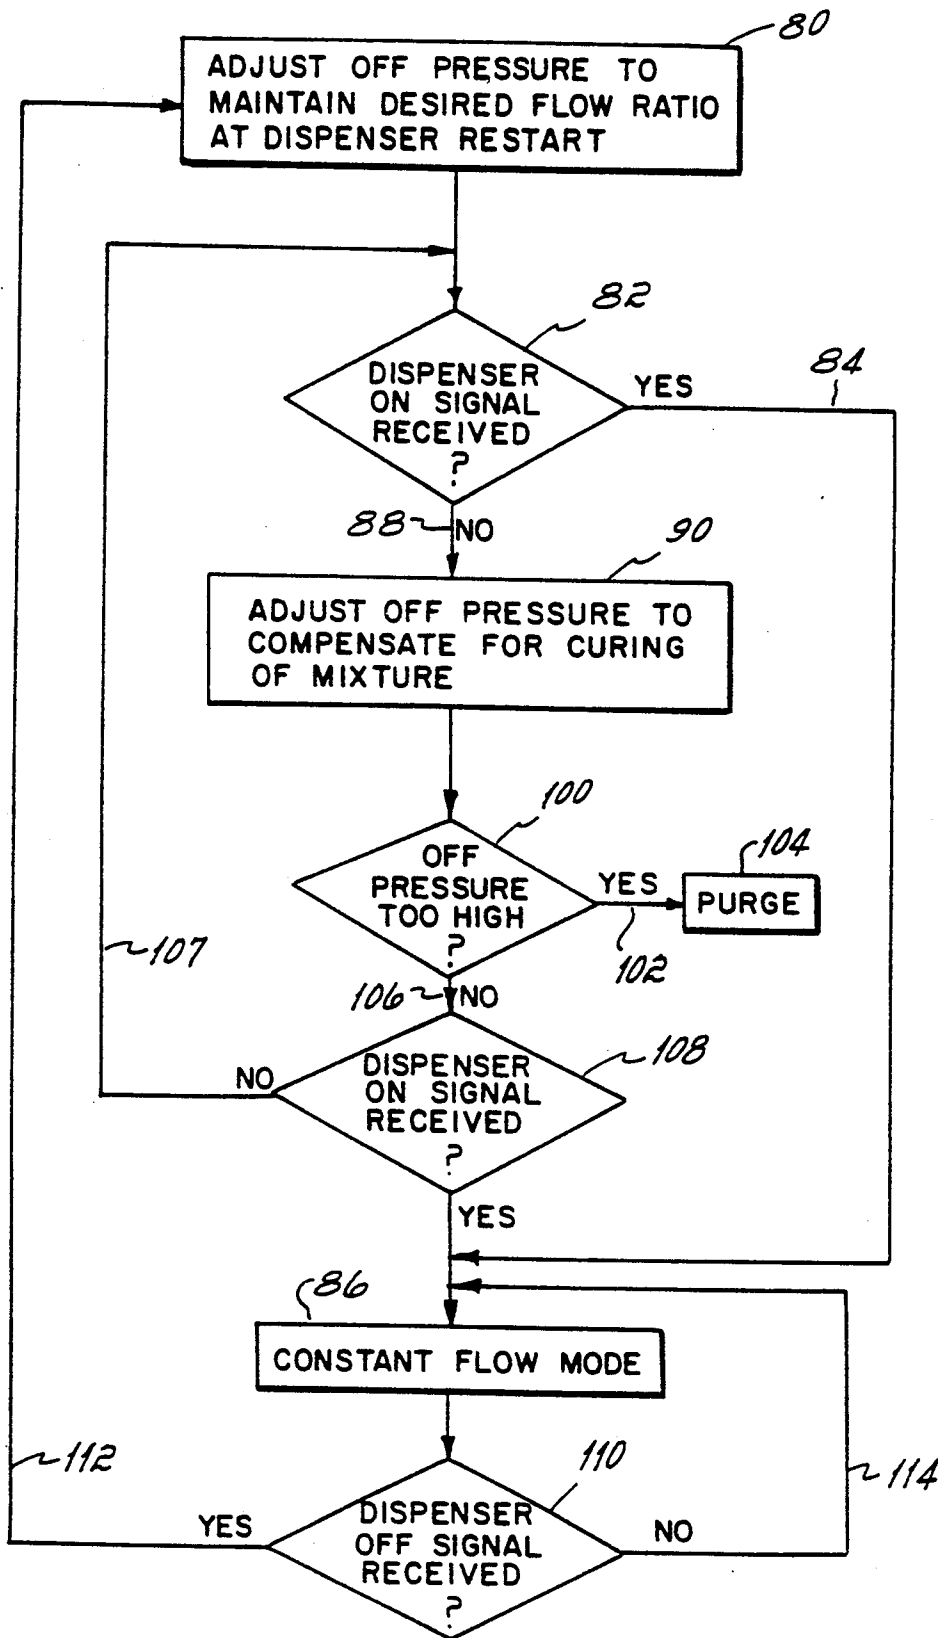 80
ADJUST OFF PRESSURE TO
MAINTAIN DESIRED FLOW RATIO
AT DISPENSER RESTART
82
DISPENSER
ON SIGNAL
RECEIVED
?
YES
84
88
NO
90
ADJUST OFF PRESSURE TO
COMPENSATE FOR CURING
OF MIXTURE
100
OFF
PRESSURE
TOO HIGH
?
YES
102
104
PURGE
107
106
NO
108
DISPENSER
ON SIGNAL
RECEIVED
?
NO
YES
86
CONSTANT FLOW MODE
110
DISPENSER
OFF SIGNAL
RECEIVED
?
YES
112
NO
114